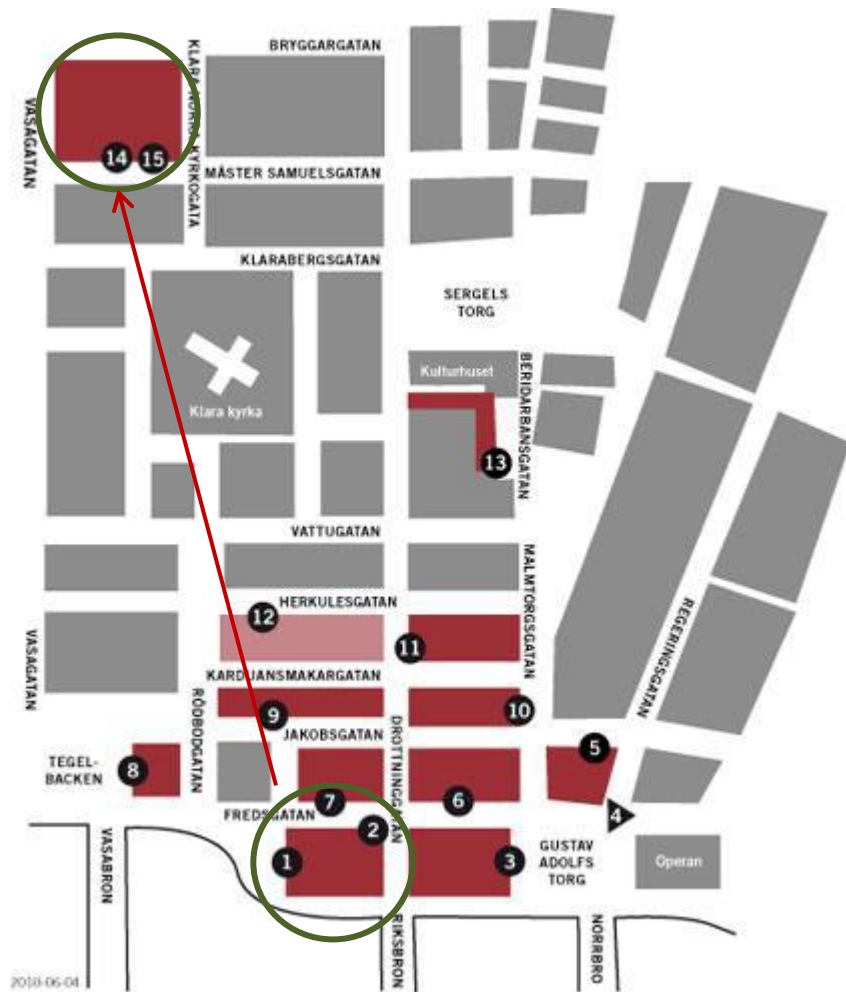 BRYGGARGATAN
VASAGATAN
KLARA NORRA KYRKOGATA
14
15
MÄSTER SAMUELSGATAN
KLARABERGSGATAN
SERGELS
TORG
Kulturhuset
BERIDARBANSGATAN
Klara kyrka
13
VATTUGATAN
MALMTORGSGATAN
HERKULESGATAN
12
11
REGERINGSGATAN
VASAGATAN
KARDUANSMAKARGATAN
RÖDBODGATAN
9
10
DROTTNINGGATAN
JAKOBSGATAN
5
TEGEL-
BACKEN
8
7
6
4
FREDSGATAN
2
VASABRON
1
3
GUSTAV
ADOLFS
TORG
Operan
RIKSBRON
NORRBRO
2018-06-04